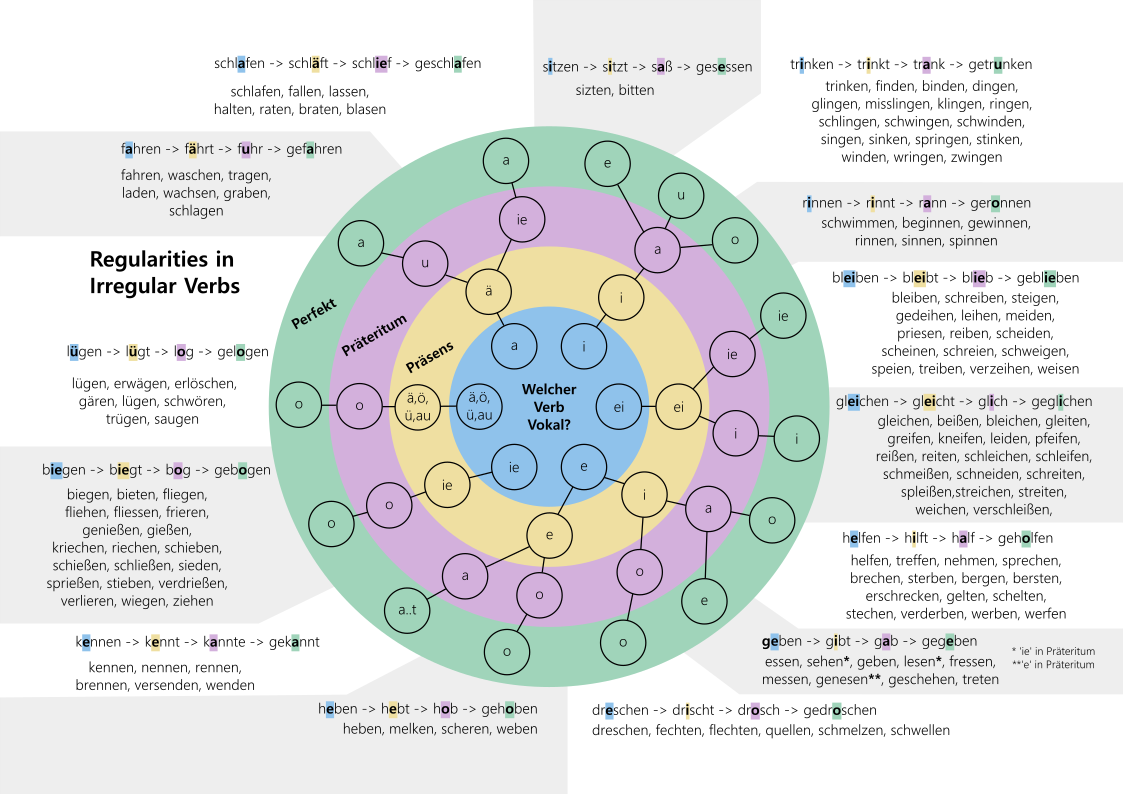 schlafen -> schläft -> schlief -> geschlafen
schlafen, fallen, lassen,
halten, raten, braten, blasen
sitzen -> sitzt -> saß -> gesessen
sizten, bitten
trinken -> trinkt -> trank -> getrunken
trinken, finden, binden, dingen,
glingen, misslingen, klingen, ringen,
schlingen, schwingen, schwinden,
singen, sinken, springen, stinken,
winden, wringen, zwingen
fahren -> fährt -> fuhr -> gefahren
fahren, waschen, tragen,
laden, wachsen, graben,
schlagen
rinnen -> rinnt -> rann -> geronnen
schwimmen, beginnen, gewinnen,
rinnen, sinnen, spinnen
Regularities in
Irregular Verbs
bleiben -> bleibt -> blieb -> geblieben
bleiben, schreiben, steigen,
gedeihen, leihen, meiden,
priesen, reiben, scheiden,
scheinen, schreien, schweigen,
speien, treiben, verzeihen, weisen
lügen -> lügt -> log -> gelogen
lügen, erwägen, erlöschen,
gären, lügen, schwören,
trügen, saugen
gleichen -> gleicht -> glich -> geglichen
gleichen, beißen, bleichen, gleiten,
greifen, kneifen, leiden, pfeifen,
reißen, reiten, schleichen, schleifen,
schmeißen, schneiden, schreiten,
spleißen,streichen, streiten,
weichen, verschleißen,
biegen -> biegt -> bog -> gebogen
biegen, bieten, fliegen,
fliehen, fliessen, frieren,
genießen, gießen,
kriechen, riechen, schieben,
schießen, schließen, sieden,
sprießen, stieben, verdrießen,
verlieren, wiegen, ziehen
helfen -> hilft -> half -> geholfen
helfen, treffen, nehmen, sprechen,
brechen, sterben, bergen, bersten,
erschrecken, gelten, schelten,
stechen, verderben, werben, werfen
kennen -> kennt -> kannte -> gekannt
kennen, nennen, rennen,
brennen, versenden, wenden
geben -> gibt -> gab -> gegeben
essen, sehen*, geben, lesen*, fressen,
messen, genesen**, geschehen, treten
* 'ie' in Präteritum
**'e' in Präteritum
heben -> hebt -> hob -> gehoben
heben, melken, scheren, weben
dreschen -> drischt -> drosch -> gedroschen
dreschen, fechten, flechten, quellen, schmelzen, schwellen
Perfekt
Präteritum
Präsens
Welcher
Verb
Vokal?
a
e
u
ie
a
o
a
u
ä
i
ie
a
i
ie
o
o
ä,ö,
ü,au
ä,ö,
ü,au
ei
ei
i
i
ie
ie
o
o
e
i
a
o
e
a
o
a..t
o
o
e
o